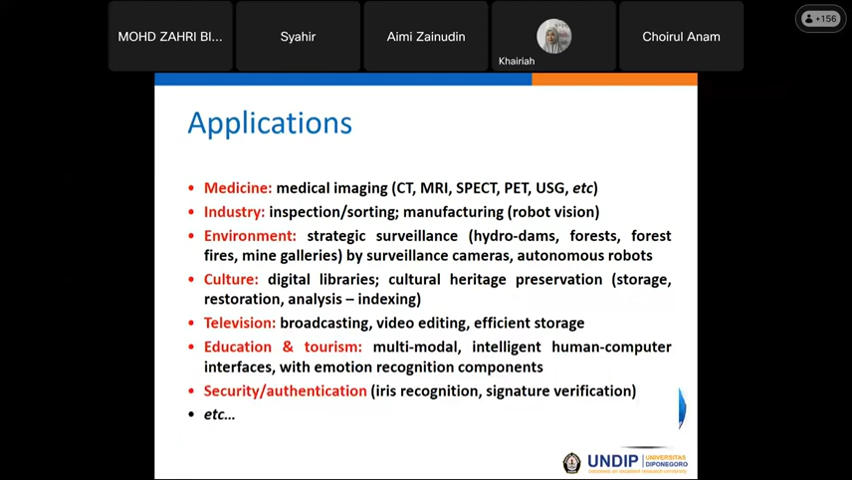 MOHD ZAHRI BI...
Syahir
Aimi Zainudin
Khairiah
Choirul Anam
+156
Applications
• Medicine: medical imaging (CT, MRI, SPECT, PET, USG, etc)
• Industry: inspection/sorting; manufacturing (robot vision)
• Environment: strategic surveillance (hydro-dams, forests, forest
fires, mine galleries) by surveillance cameras, autonomous robots
• Culture: digital libraries; cultural heritage preservation (storage,
restoration, analysis – indexing)
• Television: broadcasting, video editing, efficient storage
• Education & tourism: multi-modal, intelligent human-computer
interfaces, with emotion recognition components
• Security/authentication (iris recognition, signature verification)
• etc...
UNDIP
UNIVERSITAS
DIPONEGORO